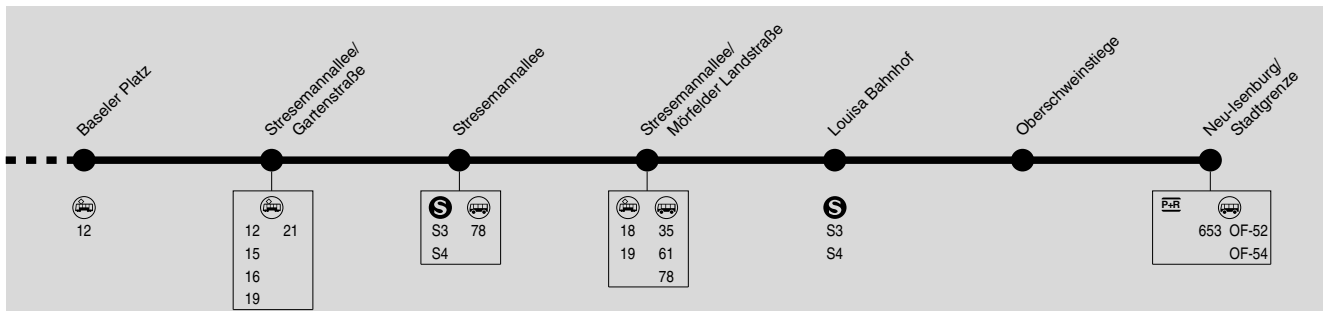 Baseler Platz
Stresemannallee/
Gartenstraße
Stresemannallee
Stresemannallee/
Mörfelder Landstraße
Louisa Bahnhof
Oberschweinstiege
Neu-Isenburg/
Stadtgrenze
12
12 21
15
16
19
S
S3 78
S4
18 35
19 61
78
S
S3
S4
P+R
653 OF-52
OF-54